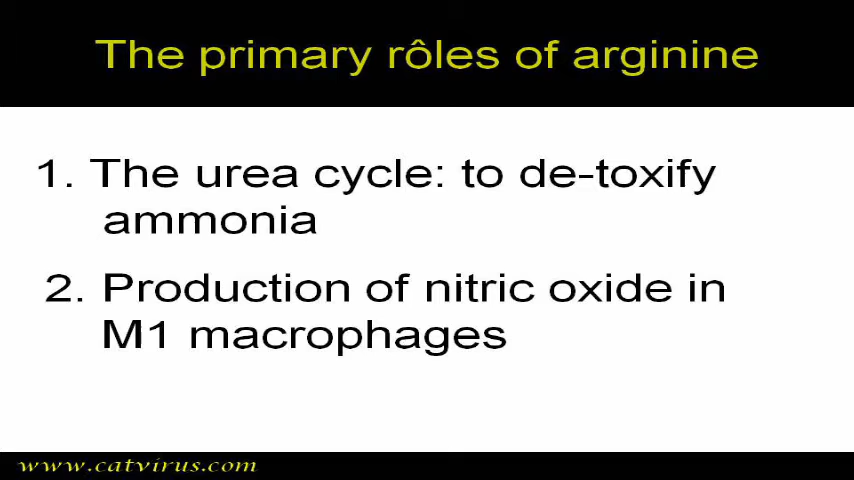 The primary rôles of arginine
1. The urea cycle: to de-toxify
ammonia
2. Production of nitric oxide in
M1 macrophages
www.catvirus.com